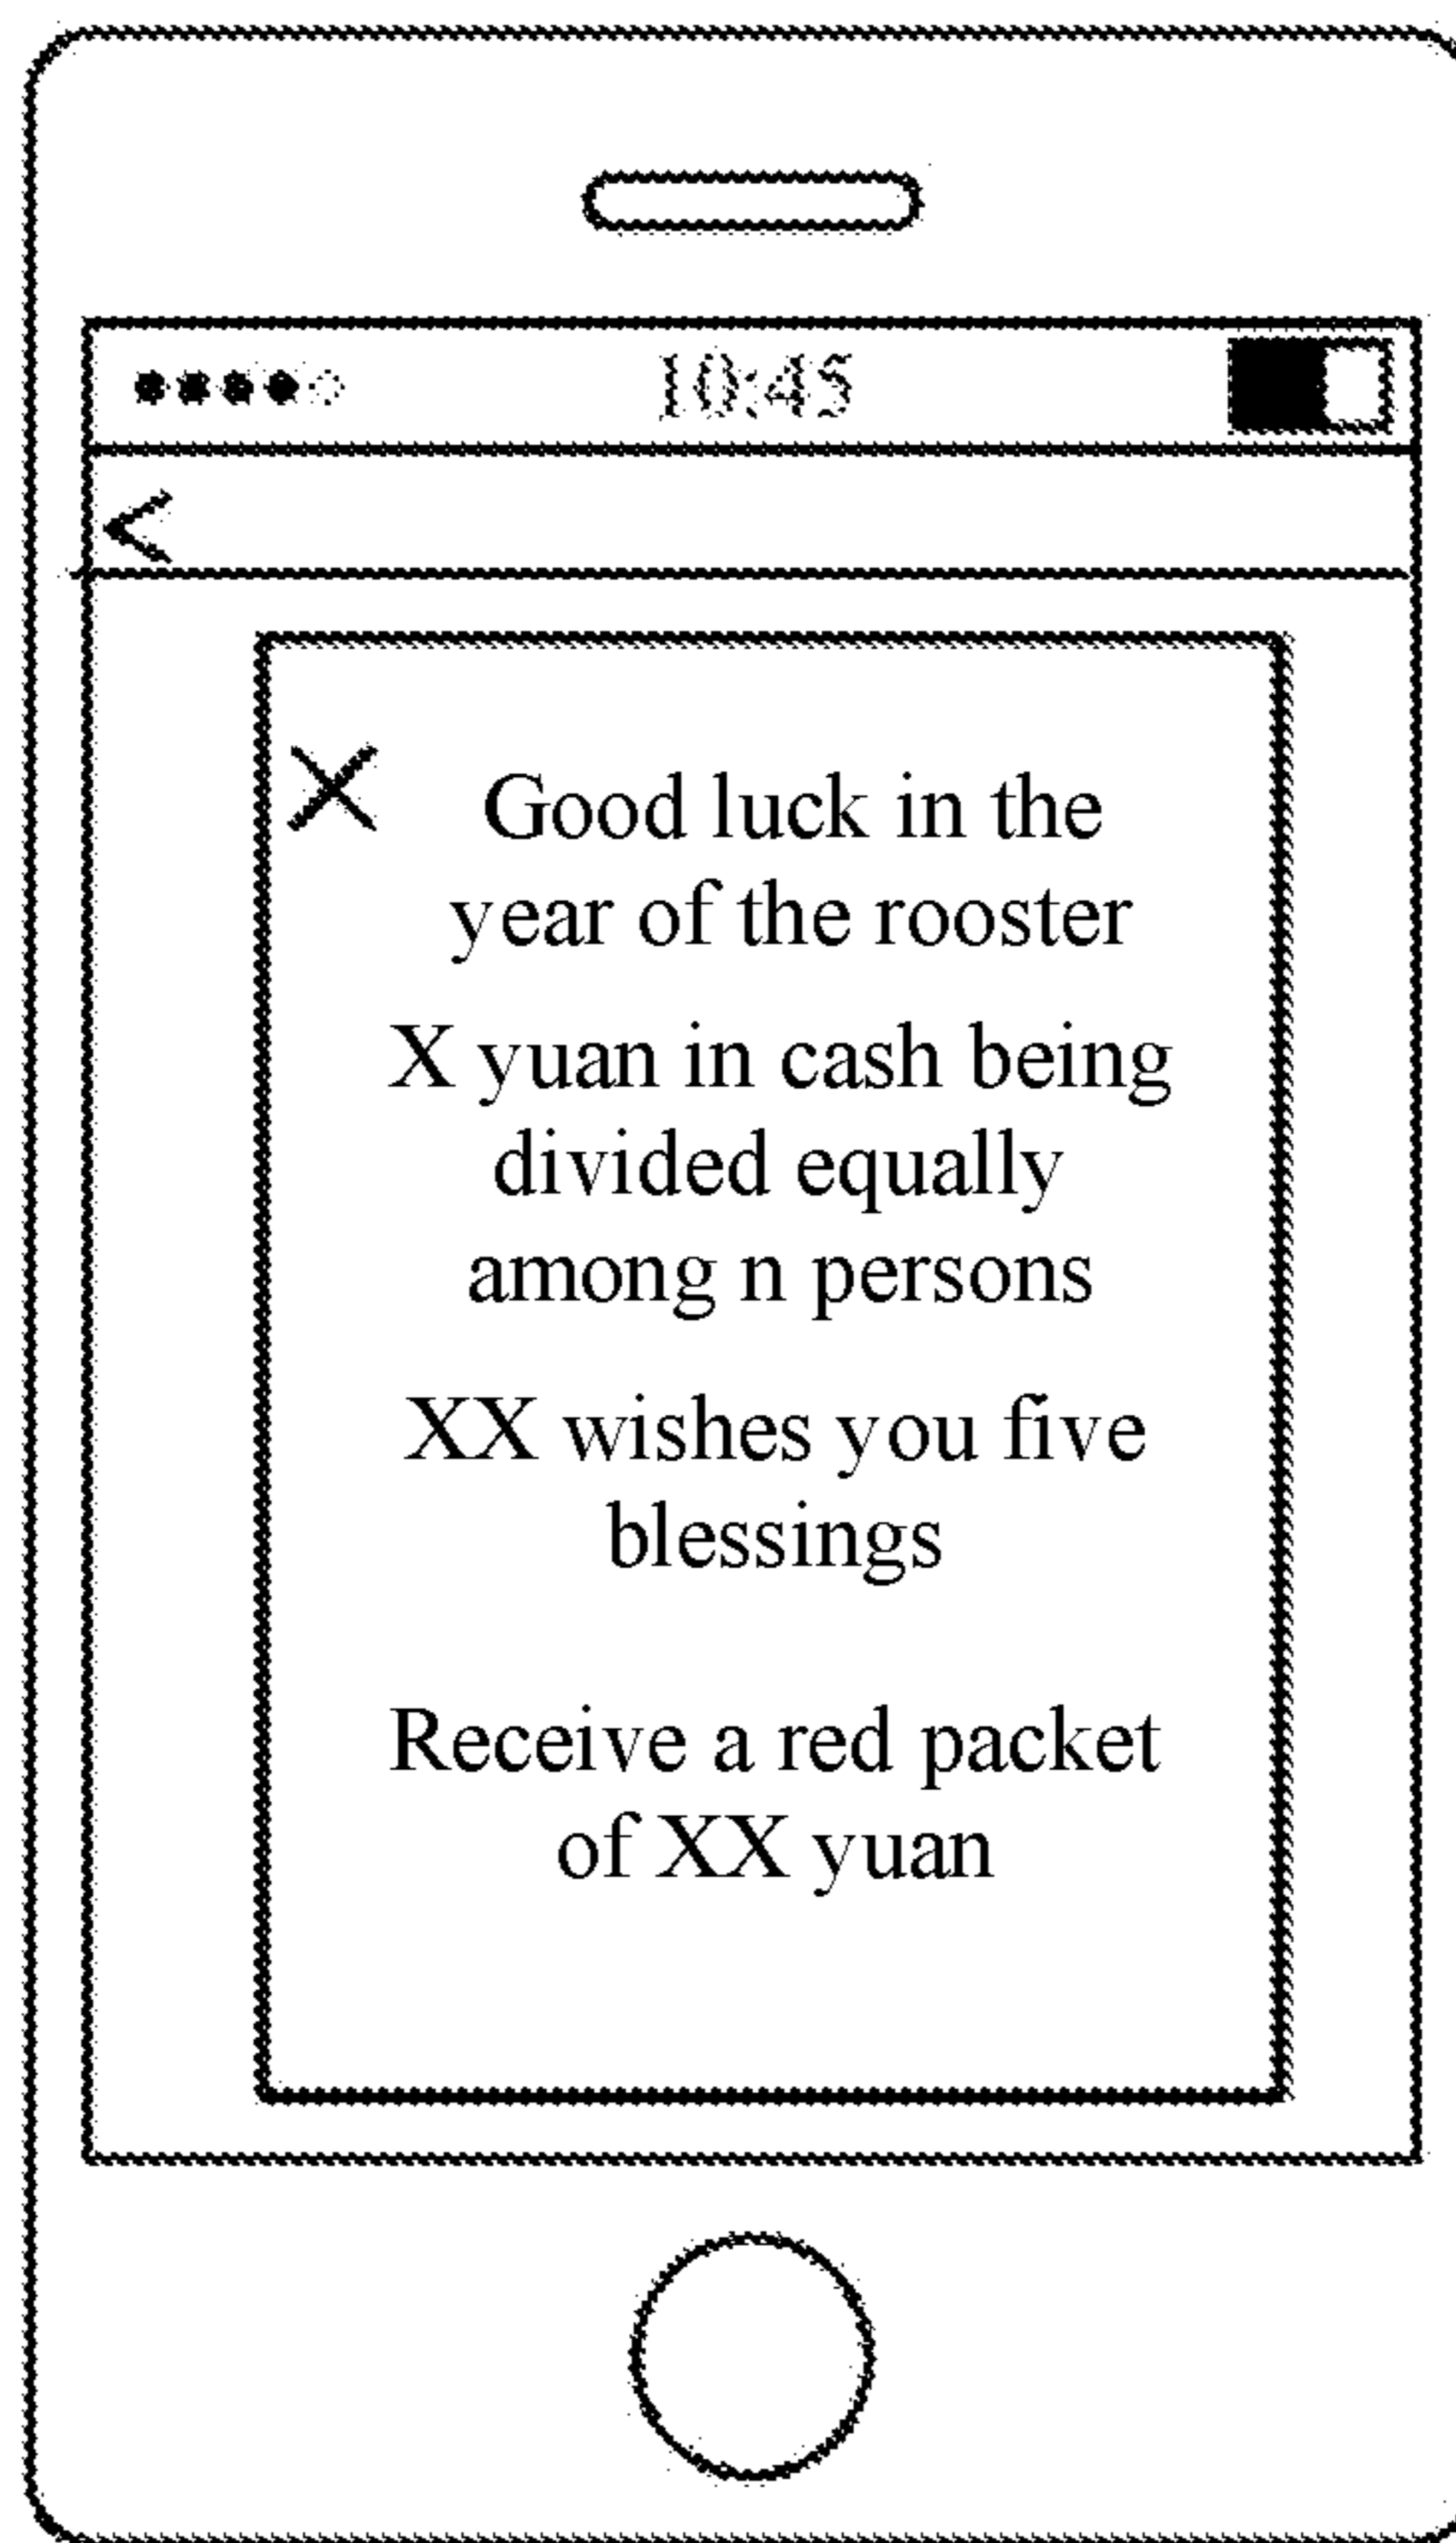 10:45
Good luck in the
year of the rooster
X yuan in cash being
divided equally
among n persons
XX wishes you five
blessings
Receive a red packet
of XX yuan